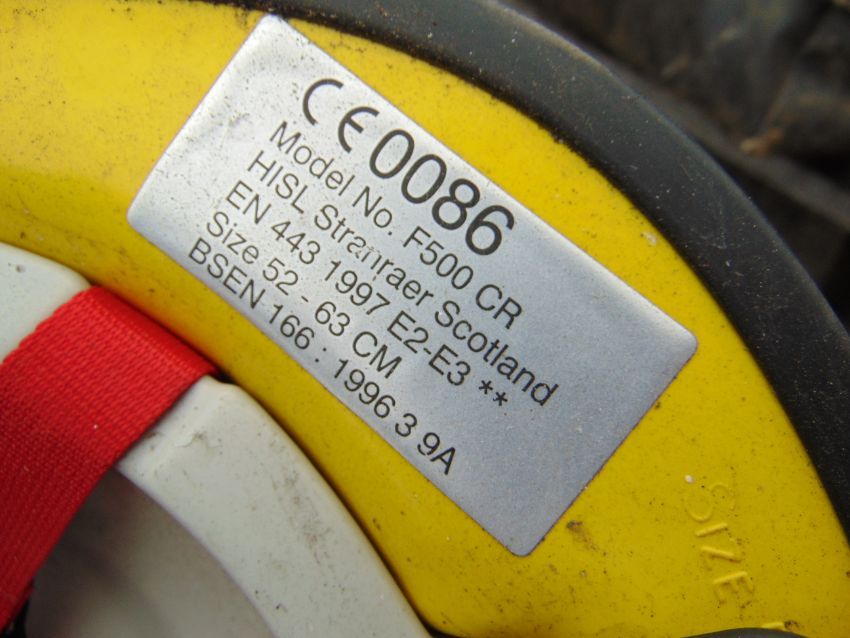 CE0086
Model No. F500 CR
HISL Stranraer Scotland
EN 443 1997 E2-E3 **
Size 52 - 63 CM
BSEN 166 : 1996 3 9A
SIZE